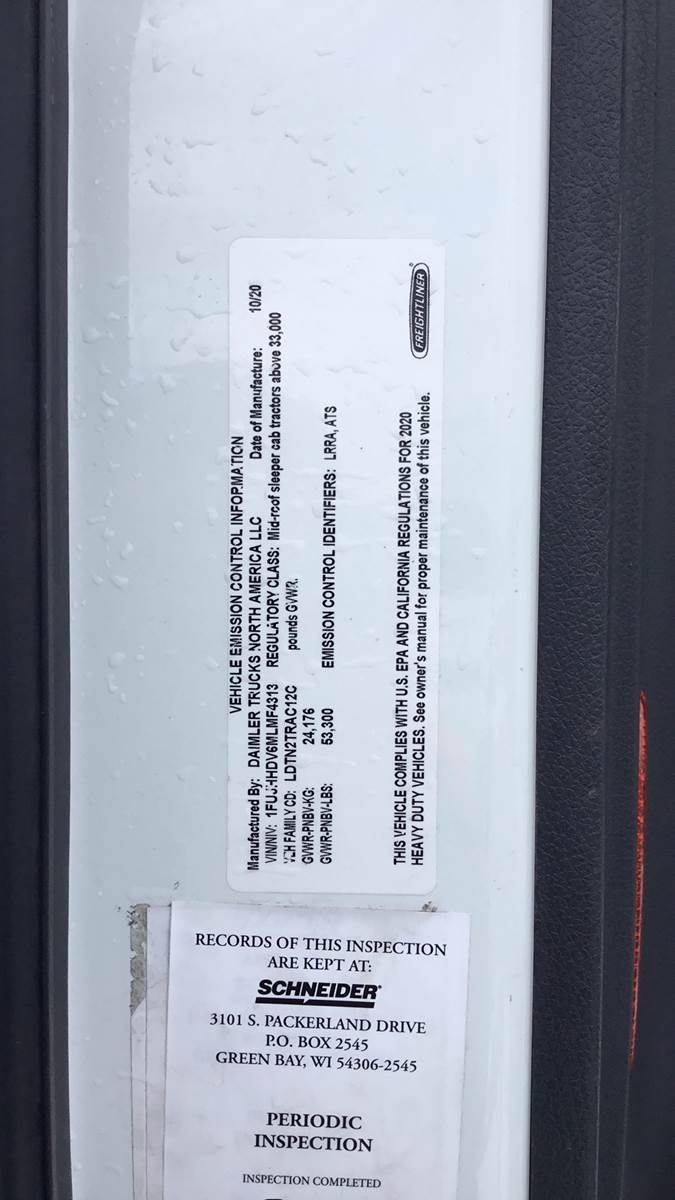 VEHICLE EMISSION CONTROL INFORMATION
Manufactured By: DAIMLER TRUCKS NORTH AMERICA LLC Date of Manufacture: 10/20
VIN/NIV: 1FUJHHDV6MLMF4313 REGULATORY CLASS: Mid-roof sleeper cab tractors above 33,000
VEH FAMILY CD: LDTN2TRAC12C pounds GVWR.
GVWR-PNBV-KG: 24,176
GVWR-PNBV-LBS: 53,300 EMISSION CONTROL IDENTIFIERS: LRRA, ATS
THIS VEHICLE COMPLIES WITH U.S. EPA AND CALIFORNIA REGULATIONS FOR 2020
HEAVY DUTY VEHICLES. See owner's manual for proper maintenance of this vehicle.
FREIGHTLINER
RECORDS OF THIS INSPECTION
ARE KEPT AT:
SCHNEIDER
3101 S. PACKERLAND DRIVE
P.O. BOX 2545
GREEN BAY, WI 54306-2545
PERIODIC
INSPECTION
INSPECTION COMPLETED